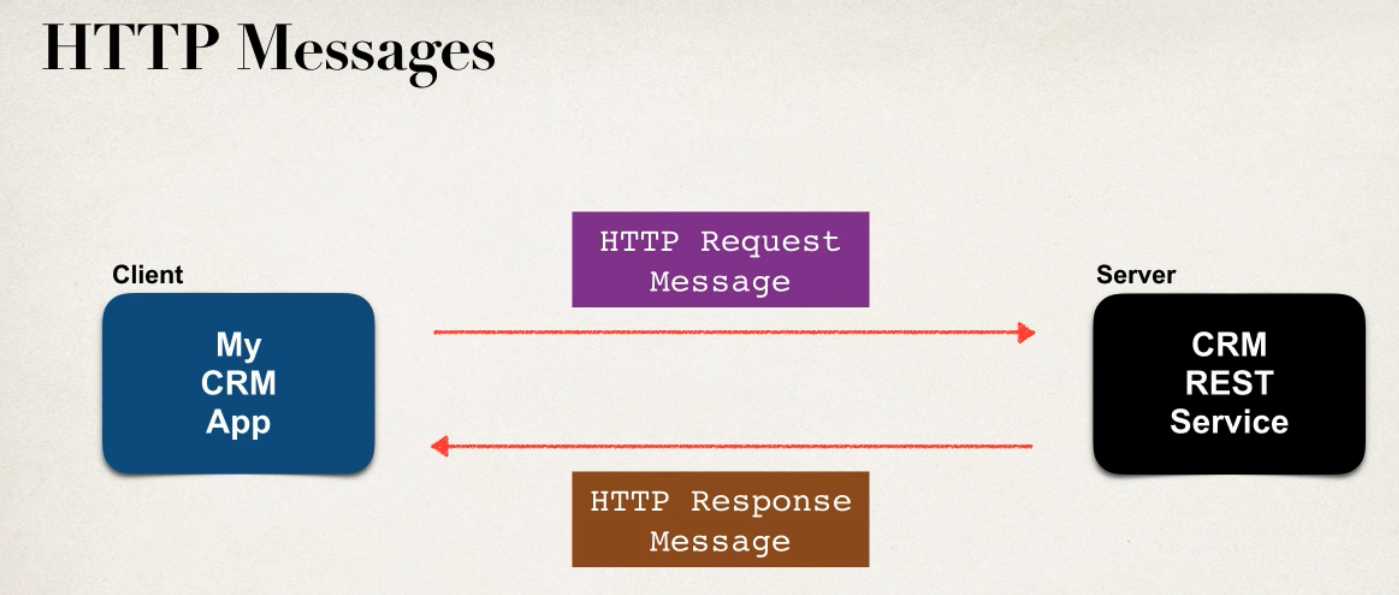 HTTP Messages
HTTP Request
Message
Client
Server
My
CRM
App
CRM
REST
Service
HTTP Response
Message